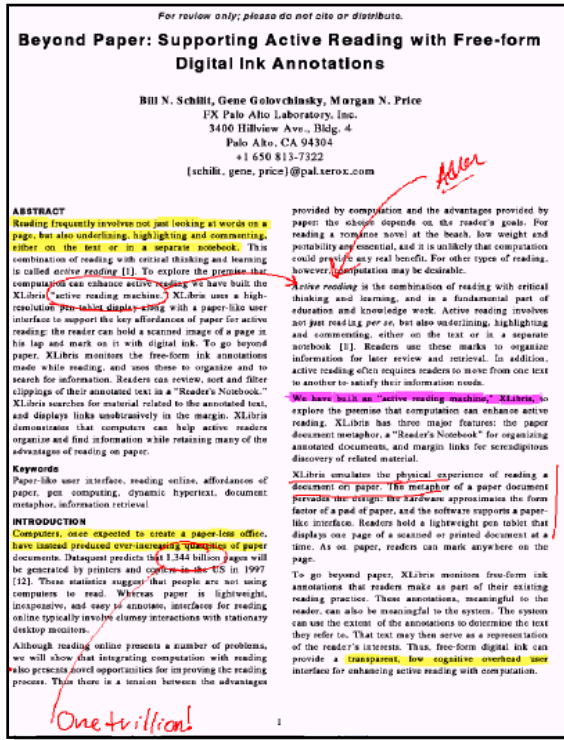 For review only; please do not cite or distribute.
Beyond Paper: Supporting Active Reading with Free-form
Digital Ink Annotations
Bill N. Schilit, Gene Golovchinsky, Morgan N. Price
FX Palo Alto Laboratory, Inc.
3400 Hillview Ave., Bldg. 4
Palo Alto, CA 94304
+1 650 813-7322
{schilit, gene, price}@pal.xerox.com
ABSTRACT
Reading frequently involves not just looking at words on a
page, but also underlining, highlighting and commenting,
either on the text or in a separate notebook. This
combination of reading with critical thinking and learning
is called active reading [1]. To explore the premise that
computation can enhance active reading we have built the
XLibris "active reading machine." XLibris uses a high-
resolution pen tablet display along with a paper-like user
interface to support the key affordances of paper for active
reading: the reader can hold a scanned image of a page in
his lap and mark on it with digital ink. To go beyond
paper, XLibris monitors the free-form ink annotations
made while reading, and uses these to organize and to
search for information. Readers can review, sort and filter
clippings of their annotated text in a "Reader's Notebook."
XLibris searches for material related to the annotated text,
and displays links unobtrusively in the margin. XLibris
demonstrates that computers can help active readers
organize and find information while retaining many of the
advantages of reading on paper.
Keywords
Paper-like user interface, reading online, affordances of
paper, pen computing, dynamic hypertext, document
metaphor, information retrieval
INTRODUCTION
Computers, once expected to create a paper-less office,
have instead produced ever-increasing quantities of paper
documents. Dataquest predicts that 1,344 billion pages will
be generated by printers and copiers in the US in 1997
[12]. These statistics suggest that people are not using
computers to read. Whereas paper is lightweight,
inexpensive, and easy to annotate, interfaces for reading
online typically involve clumsy interactions with stationary
desktop monitors.
Although reading online presents a number of problems,
we will show that integrating computation with reading
also presents novel opportunities for improving the reading
process. Thus there is a tension between the advantages
One trillion!
Adler
provided by computation and the advantages provided by
paper: the choice depends on the reader's goals. For
reading a romance novel at the beach, low weight and
portability are essential, and it is unlikely that computation
could provide any real benefit. For other types of reading,
however, computation may be desirable.
Active reading is the combination of reading with critical
thinking and learning, and is a fundamental part of
education and knowledge work. Active reading involves
not just reading per se, but also underlining, highlighting
and commenting, either on the text or in a separate
notebook [1]. Readers use these marks to organize
information for later review and retrieval. In addition,
active reading often requires readers to move from one text
to another to satisfy their information needs.
We have built an "active reading machine," XLibris, to
explore the premise that computation can enhance active
reading. XLibris has three major features: the paper
document metaphor, a "Reader's Notebook" for organizing
annotated documents, and margin links for serendipitous
discovery of related material.
XLibris emulates the physical experience of reading a
document on paper. The metaphor of a paper document
pervades the design: the hardware approximates the form
factor of a pad of paper, and the software supports a paper-
like interface. Readers hold a lightweight pen tablet that
displays one page of a scanned or printed document at a
time. As on paper, readers can mark anywhere on the
page.
To go beyond paper, XLibris monitors free-form ink
annotations that readers make as part of their existing
reading practice. These annotations, meaningful to the
reader, can also be meaningful to the system. The system
can use the extent of the annotations to determine the text
they refer to. That text may then serve as a representation
of the reader's interests. Thus, free-form digital ink can
provide a transparent, low cognitive overhead user
interface for enhancing active reading with computation.
1